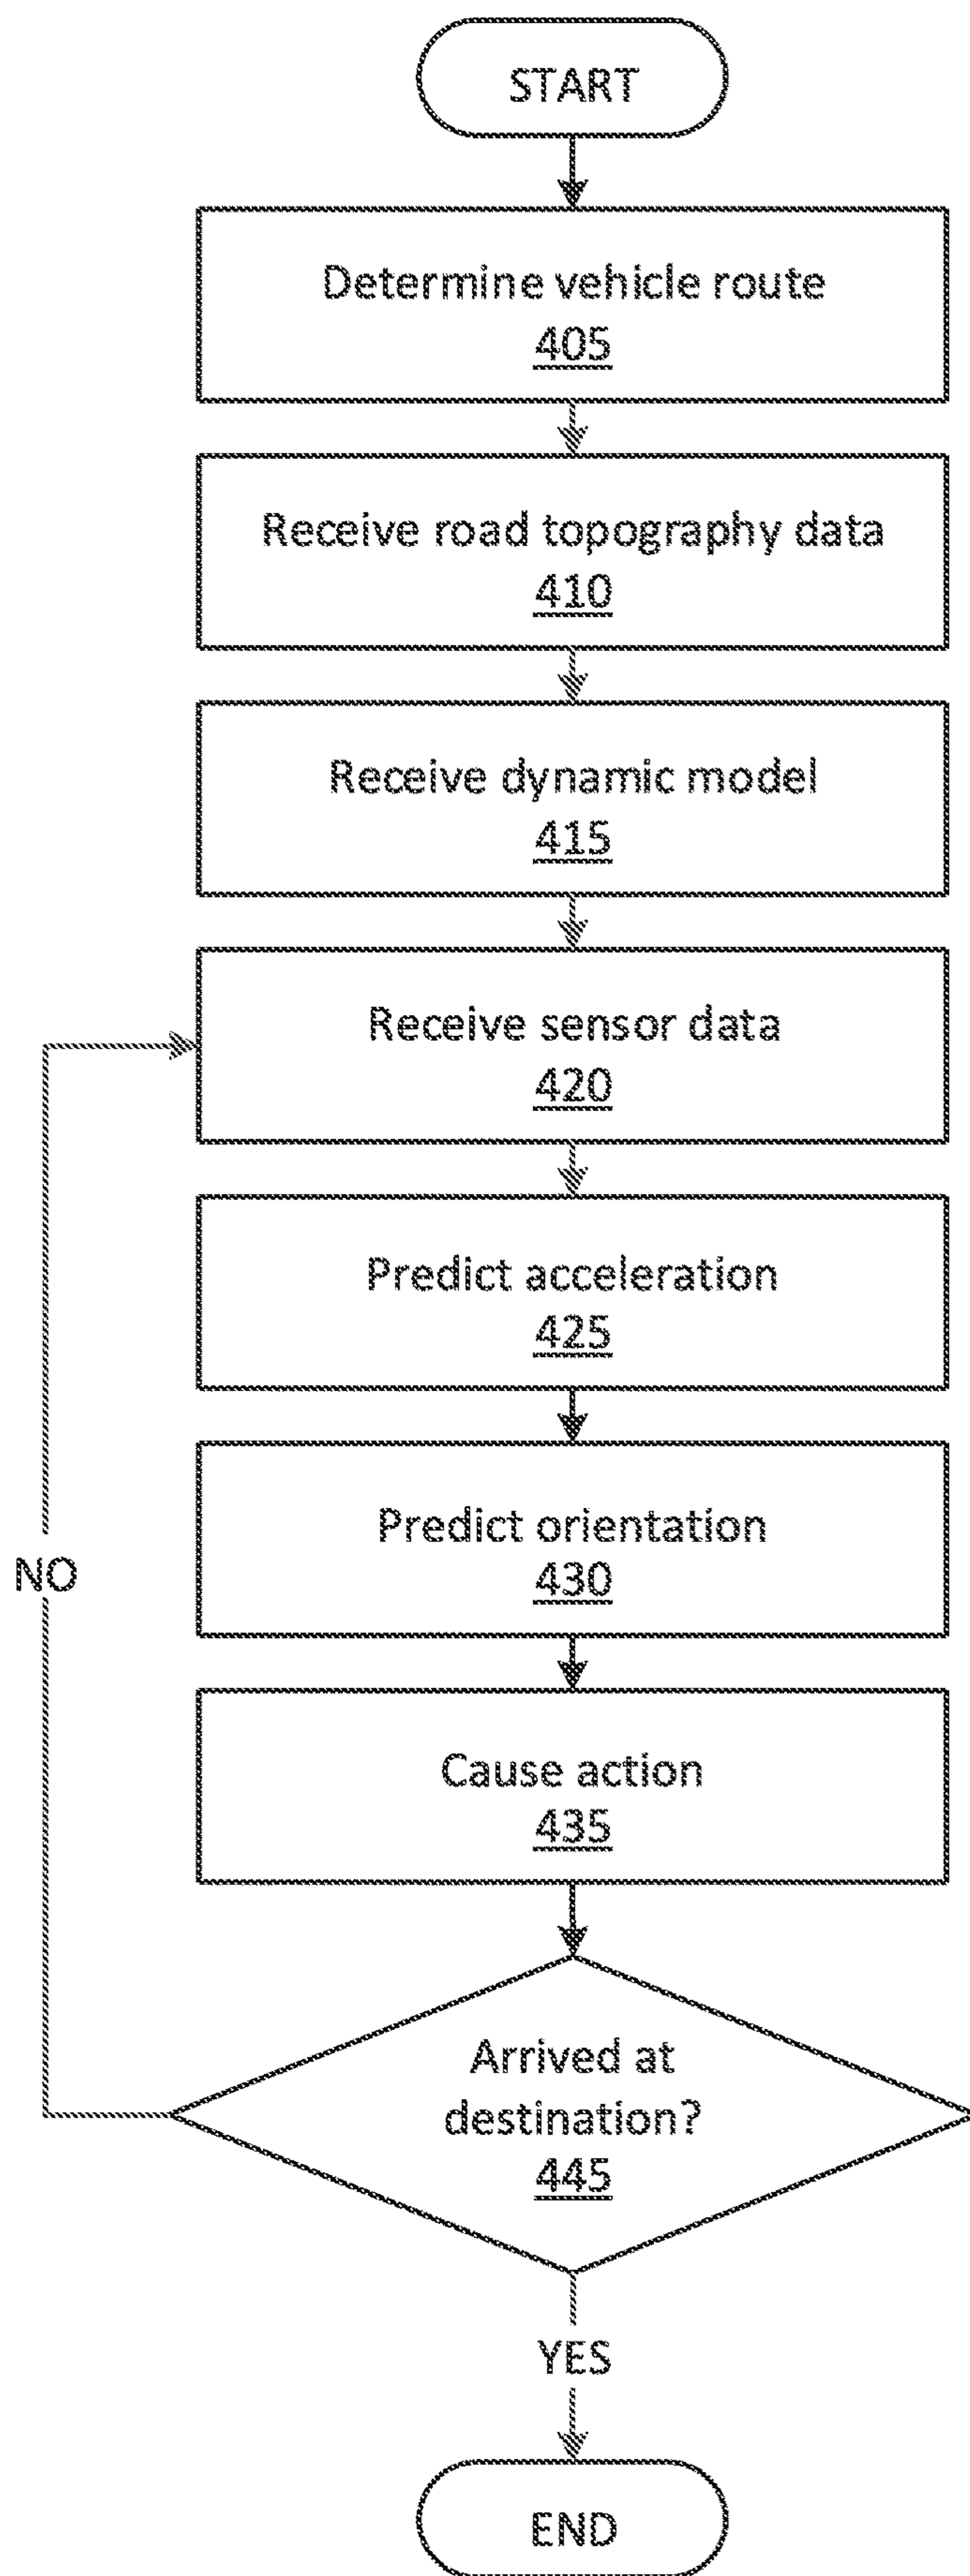 START
Determine vehicle route
405
Receive road topography data
410
Receive dynamic model
415
Receive sensor data
420
Predict acceleration
425
Predict orientation
430
NO
Cause action
435
Arrived at
destination?
445
YES
END